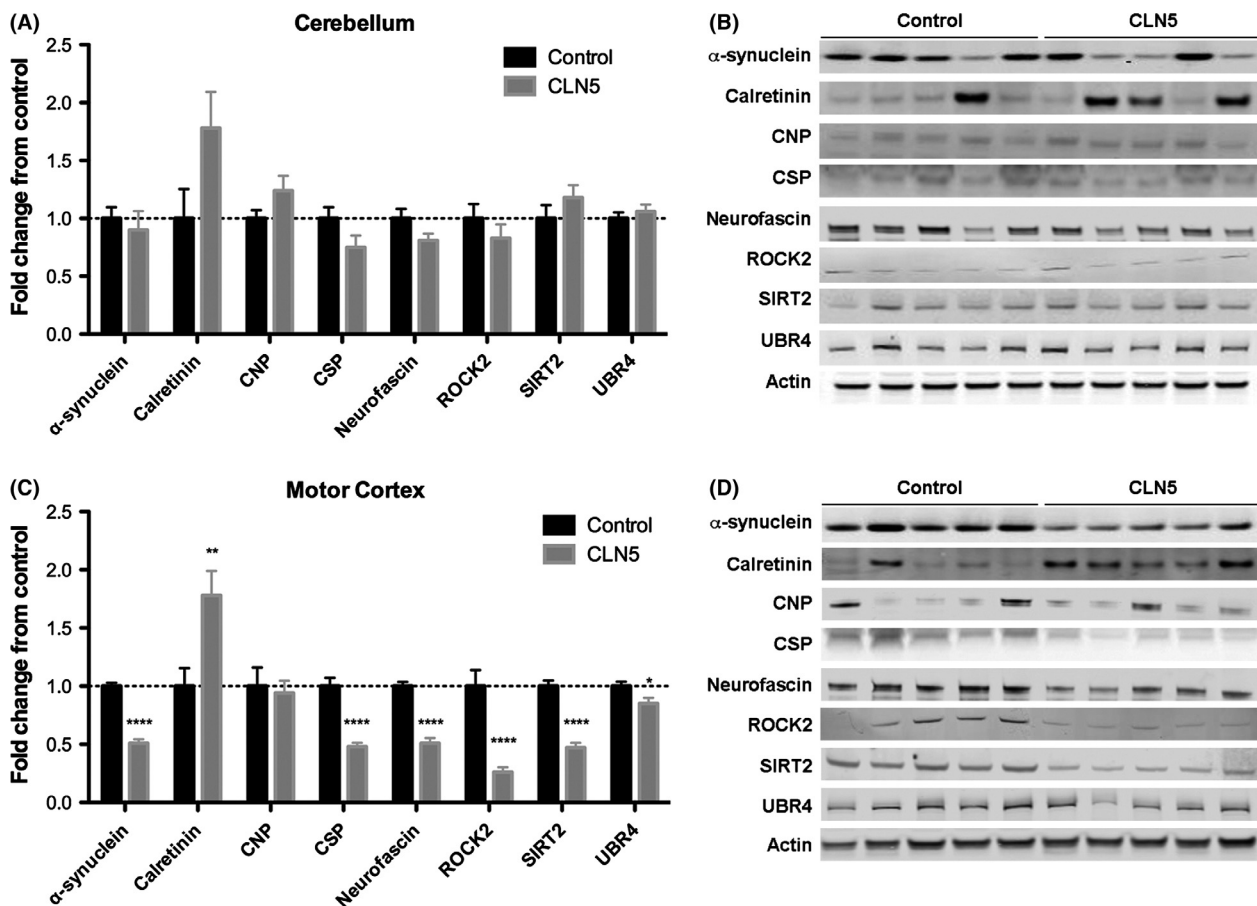 (A)
Cerebellum
Fold change from control
2.5
2.0
1.5
1.0
0.5
0.0
Control
CLN5
α-synuclein
Calretinin
CNP
CSP
Neurofascin
ROCK2
SIRT2
UBR4
(B)
Control CLN5
α-synuclein
Calretinin
CNP
CSP
Neurofascin
ROCK2
SIRT2
UBR4
Actin
(C)
Motor Cortex
Fold change from control
2.5
2.0
1.5
1.0
0.5
0.0
Control
CLN5
****
**
****
****
****
****
*
α-synuclein
Calretinin
CNP
CSP
Neurofascin
ROCK2
SIRT2
UBR4
(D)
Control CLN5
α-synuclein
Calretinin
CNP
CSP
Neurofascin
ROCK2
SIRT2
UBR4
Actin